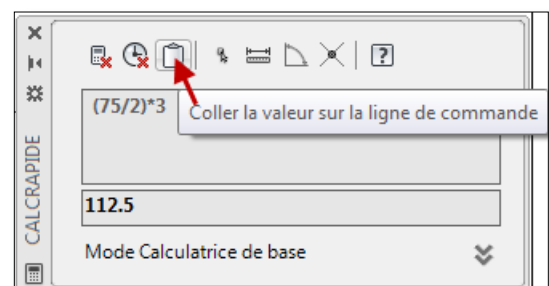 (75/2)*3
Coller la valeur sur la ligne de commande
112.5
Mode Calculatrice de base
CALCRAPIDE